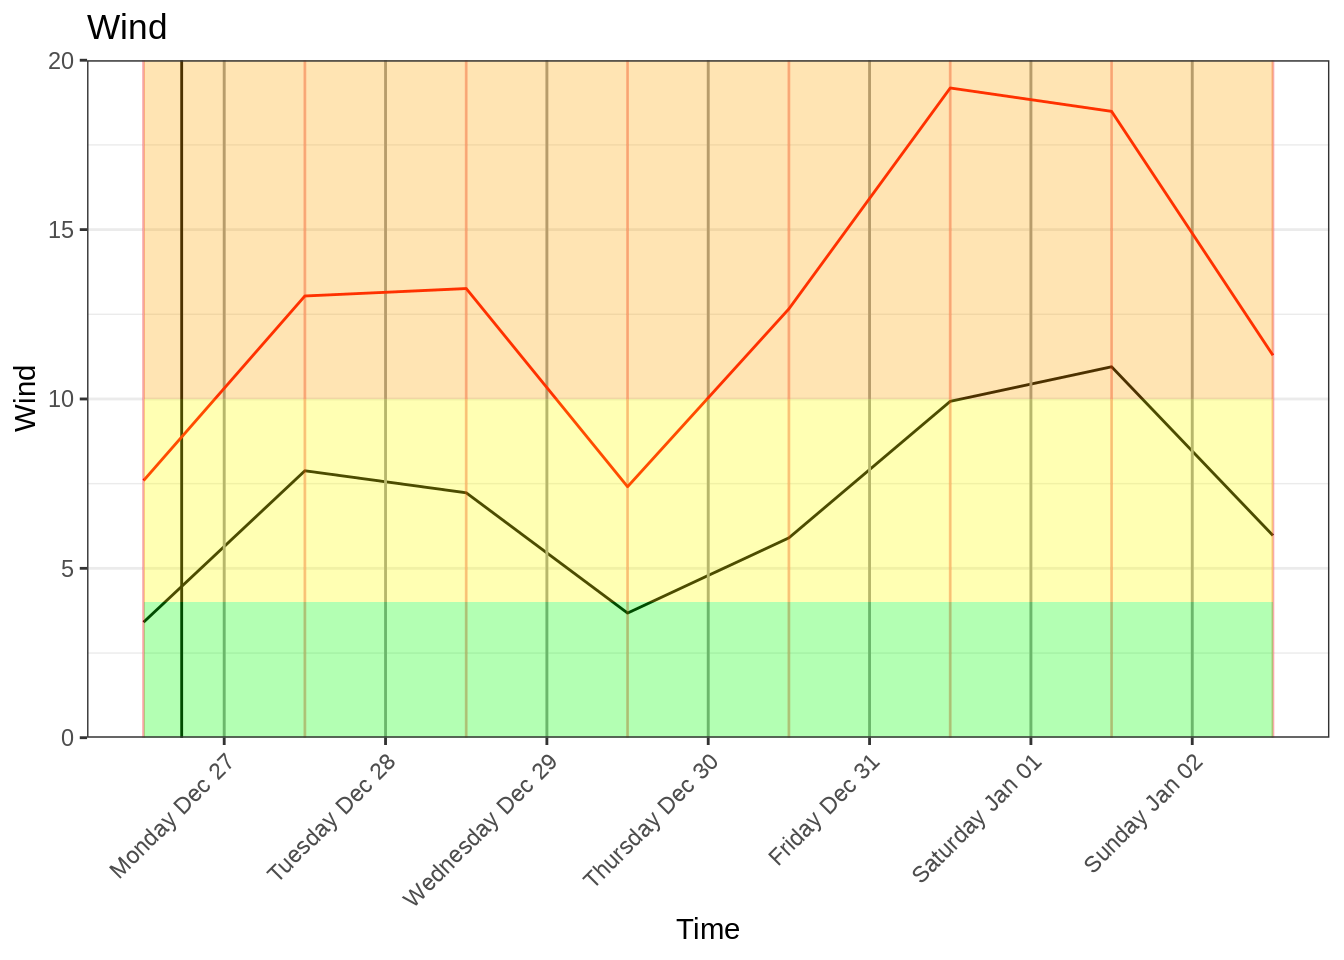 Wind
20
15
10
5
0
Wind
Monday Dec 27
Tuesday Dec 28
Wednesday Dec 29
Thursday Dec 30
Friday Dec 31
Saturday Jan 01
Sunday Jan 02
Time